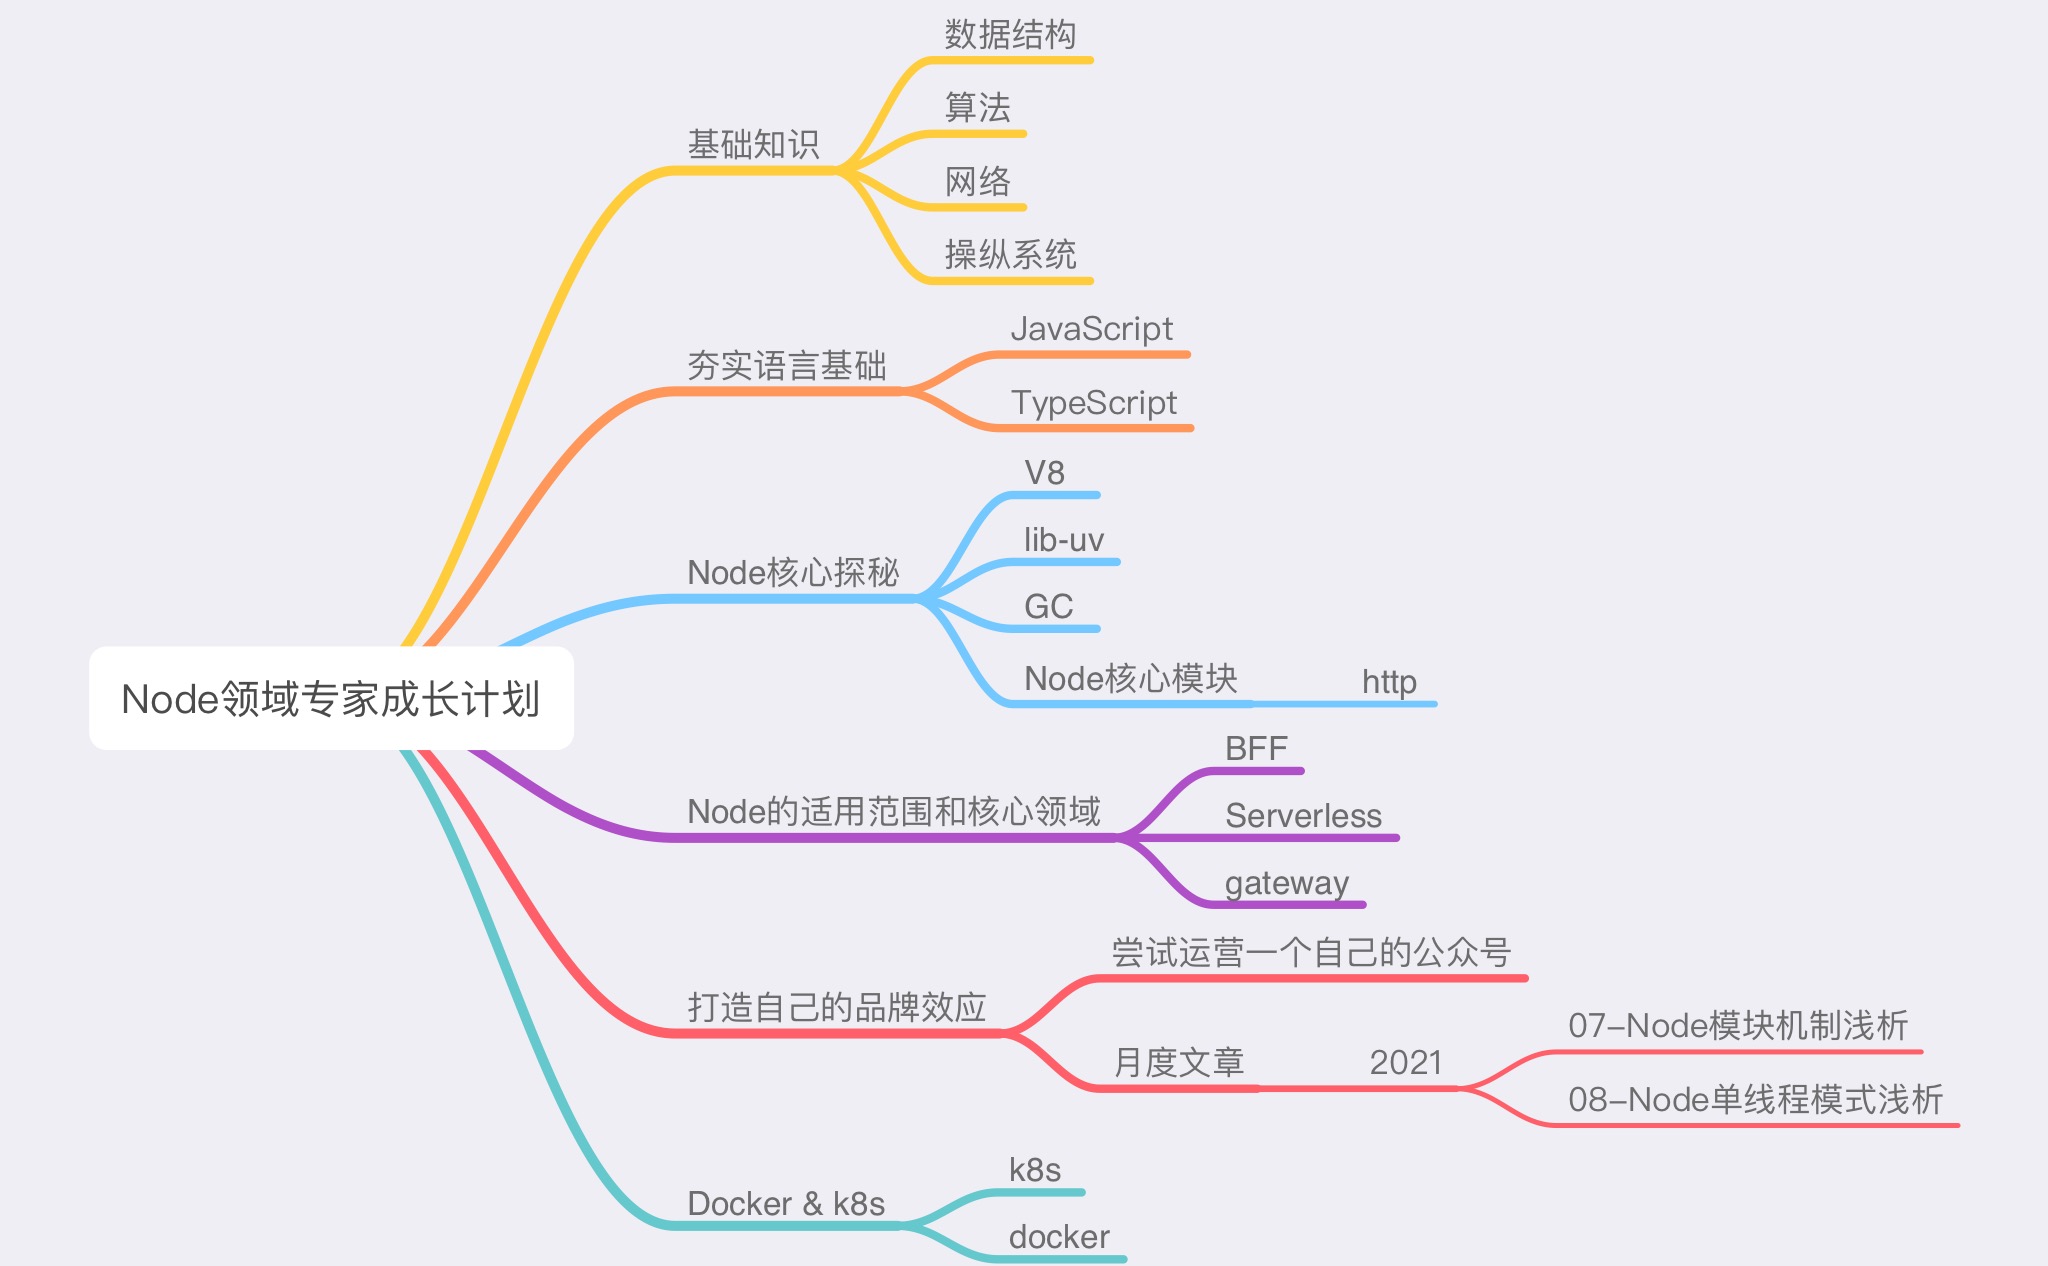 Node领域专家成长计划
基础知识
数据结构
算法
网络
操纵系统
夯实语言基础
JavaScript
TypeScript
Node核心探秘
V8
lib-uv
GC
Node核心模块
http
Node的适用范围和核心领域
BFF
Serverless
gateway
打造自己的品牌效应
尝试运营一个自己的公众号
月度文章
2021
07-Node模块机制浅析
08-Node单线程模式浅析
Docker & k8s
k8s
docker